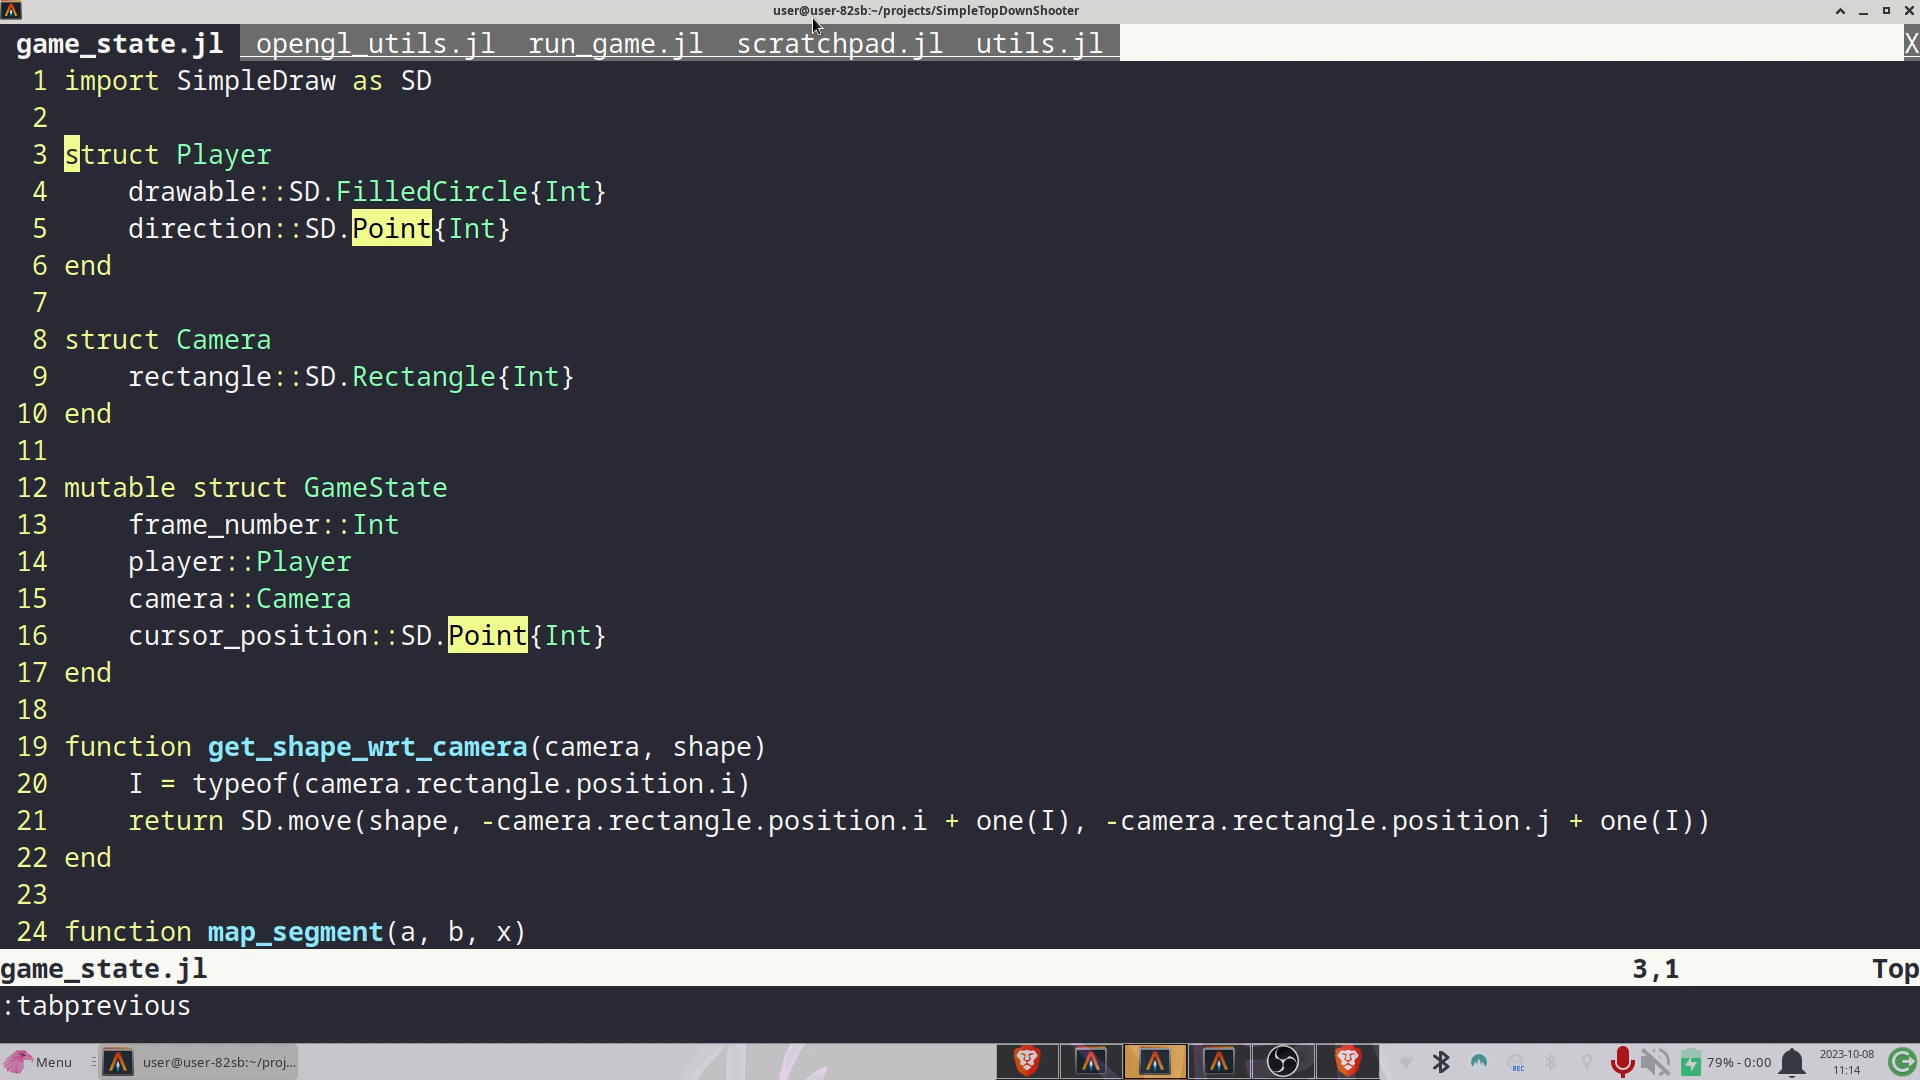 user@user-82sb:~/projects/SimpleTopDownShooter
game_state.jl opengl_utils.jl run_game.jl scratchpad.jl utils.jl X
1 import SimpleDraw as SD
2
3 struct Player
4 drawable::SD.FilledCircle{Int}
5 direction::SD.Point{Int}
6 end
7
8 struct Camera
9 rectangle::SD.Rectangle{Int}
10 end
11
12 mutable struct GameState
13 frame_number::Int
14 player::Player
15 camera::Camera
16 cursor_position::SD.Point{Int}
17 end
18
19 function get_shape_wrt_camera(camera, shape)
20 I = typeof(camera.rectangle.position.i)
21 return SD.move(shape, -camera.rectangle.position.i + one(I), -camera.rectangle.position.j + one(I))
22 end
23
24 function map_segment(a, b, x)
game_state.jl 3,1 Top
:tabprevious
Menu user@user-82sb:~/proj... REC 79% - 0:00 2023-10-08
11:14